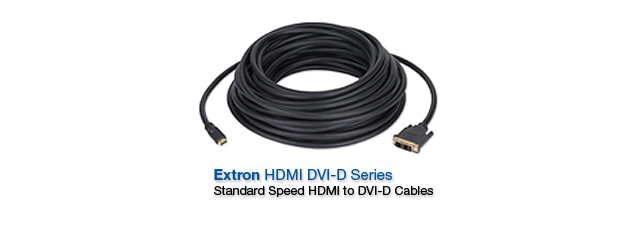 Extron HDMI DVI-D Series
Standard Speed HDMI to DVI-D Cables